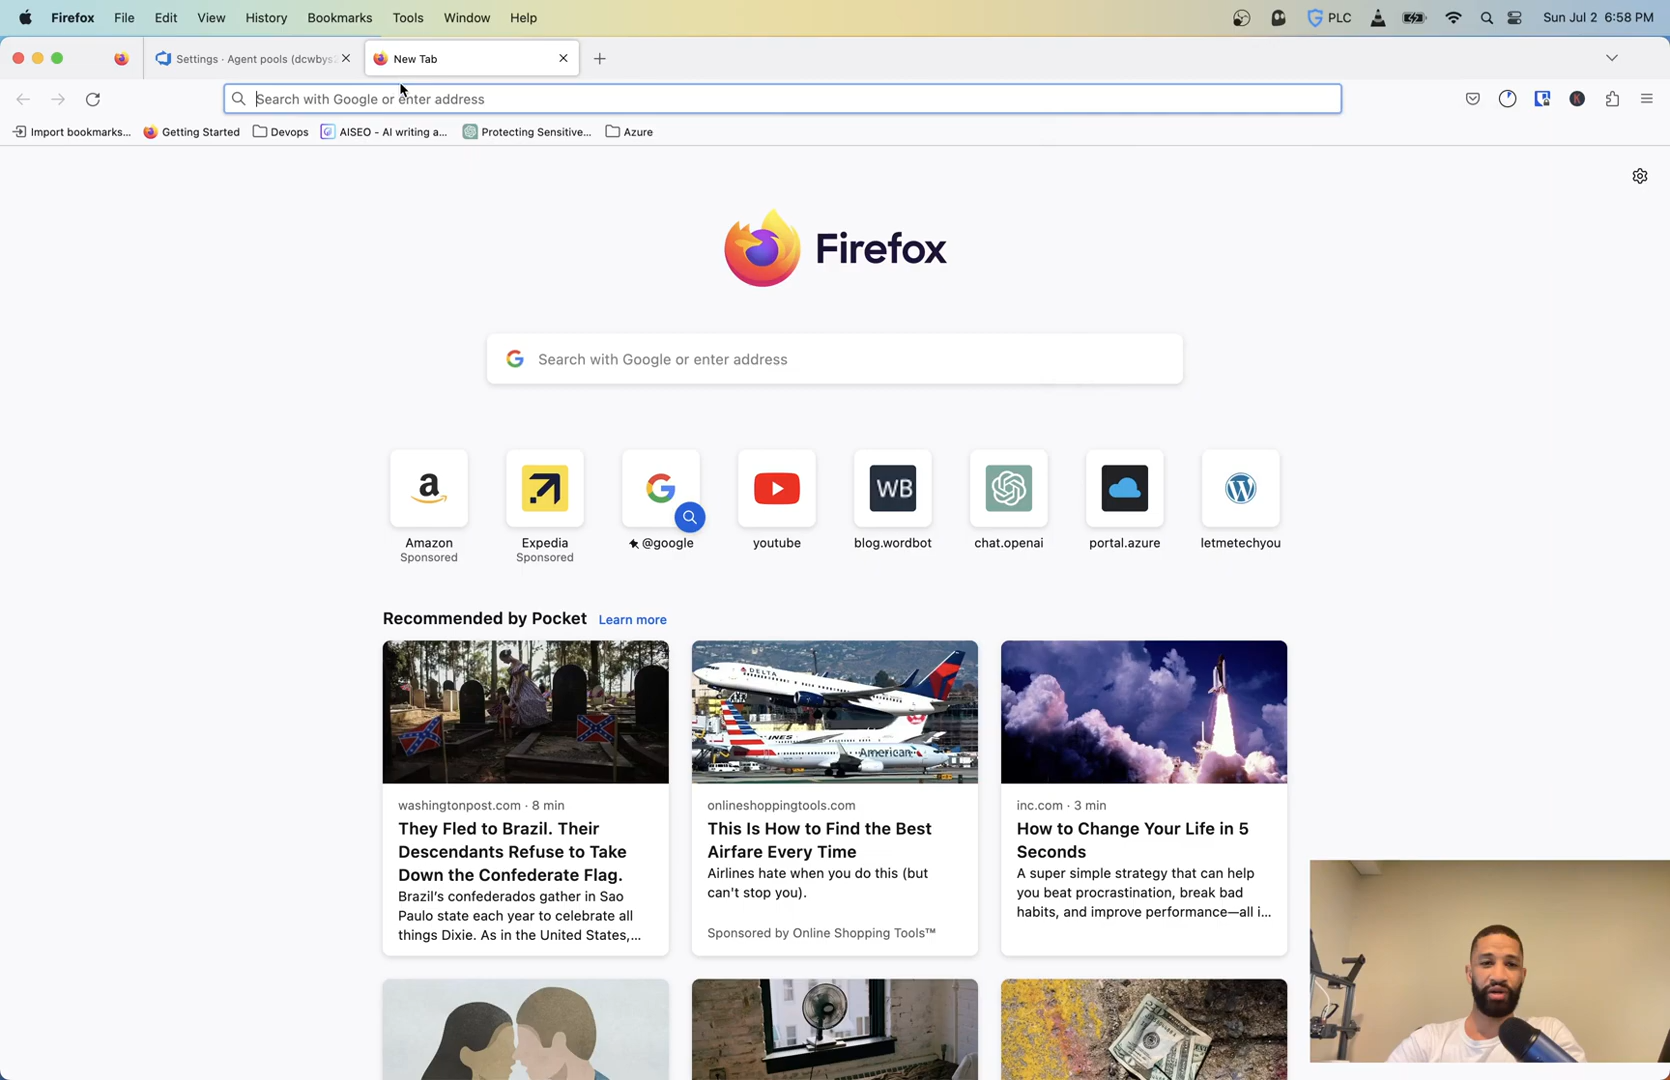 Firefox File Edit View History Bookmarks Tools Window Help PLC Sun Jul 2 6:58 PM
Settings · Agent pools (dcwbys New Tab
Search with Google or enter address
Import bookmarks... Getting Started Devops AISEO - AI writing a... Protecting Sensitive... Azure
Firefox
Search with Google or enter address
a WB
Amazon Expedia @google youtube blog.wordbot chat.openai portal.azure letmetechyou
Sponsored Sponsored
Recommended by Pocket Learn more
DELTA
American
washingtonpost.com · 8 min
They Fled to Brazil. Their
Descendants Refuse to Take
Down the Confederate Flag.
Brazil's confederados gather in Sao
Paulo state each year to celebrate all
things Dixie. As in the United States,...
onlineshoppingtools.com
This Is How to Find the Best
Airfare Every Time
Airlines hate when you do this (but
can't stop you).
Sponsored by Online Shopping Tools™
inc.com · 3 min
How to Change Your Life in 5
Seconds
A super simple strategy that can help
you beat procrastination, break bad
habits, and improve performance—all i...